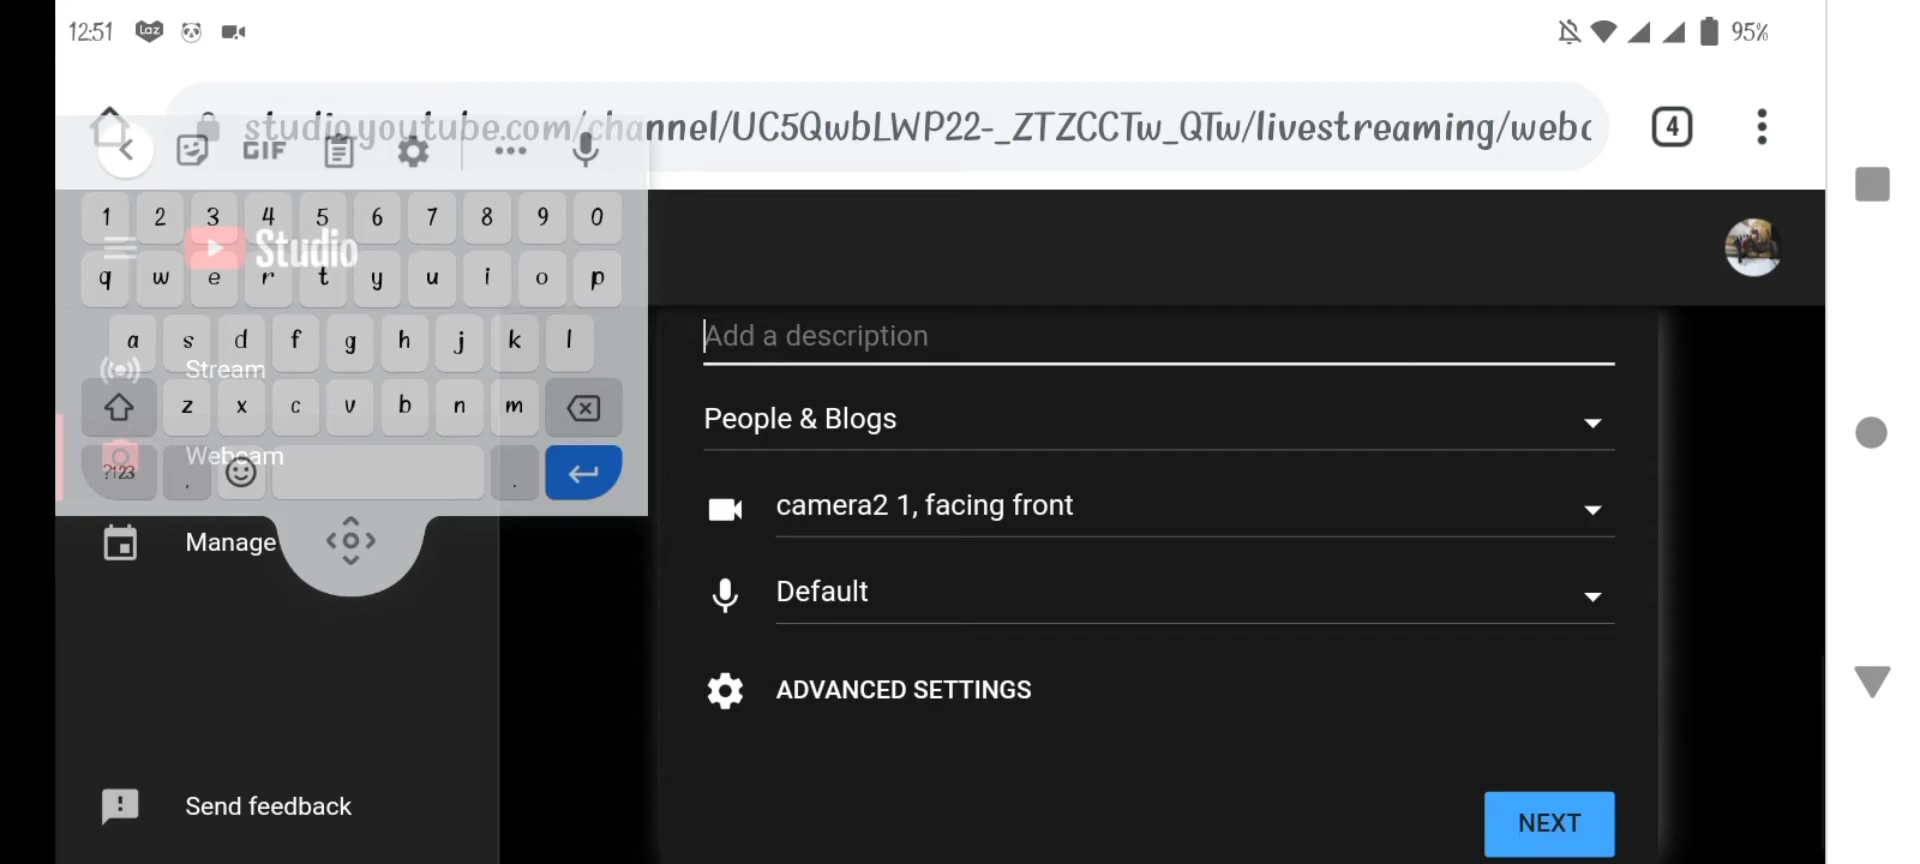 12:51 Laz 95%
studio.youtube.com/channel/UC5QwbLWP22-_ZTZCCTw_QTw/livestreaming/webc
4
GIF
1 2 3 4 5 6 7 8 9 0
Studio
q w e r t y u i o p
a s d f g h j k l
Stream
z x c v b n m
Webcam
?123 , .
Manage
Send feedback
Add a description
People & Blogs
camera2 1, facing front
Default
ADVANCED SETTINGS
NEXT